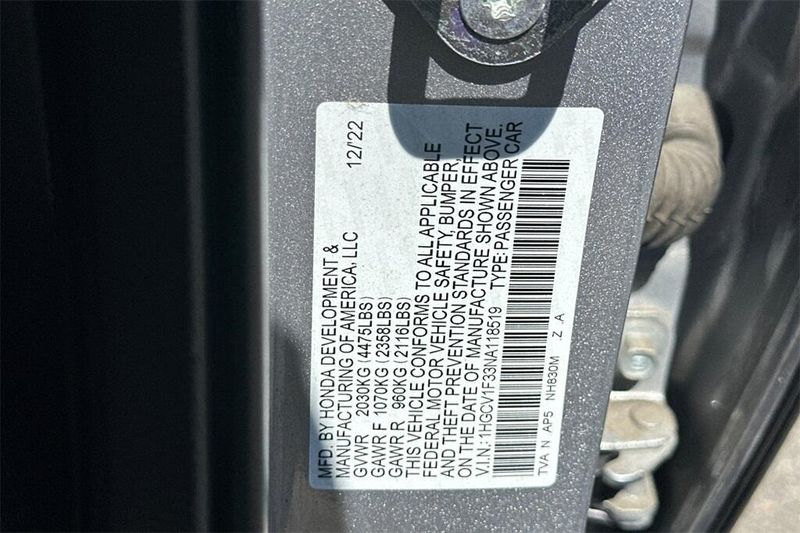 MFD. BY HONDA DEVELOPMENT &
MANUFACTURING OF AMERICA, LLC 12/'22
GVWR 2030KG (4475LBS)
GAWR F 1070KG (2358LBS)
GAWR R 960KG (2116LBS)
THIS VEHICLE CONFORMS TO ALL APPLICABLE
FEDERAL MOTOR VEHICLE SAFETY, BUMPER,
AND THEFT PREVENTION STANDARDS IN EFFECT
ON THE DATE OF MANUFACTURE SHOWN ABOVE.
V.I.N.:1HGCV1F33NA118519 TYPE:PASSENGER CAR
TVA N AP5 NH830M .Z .A